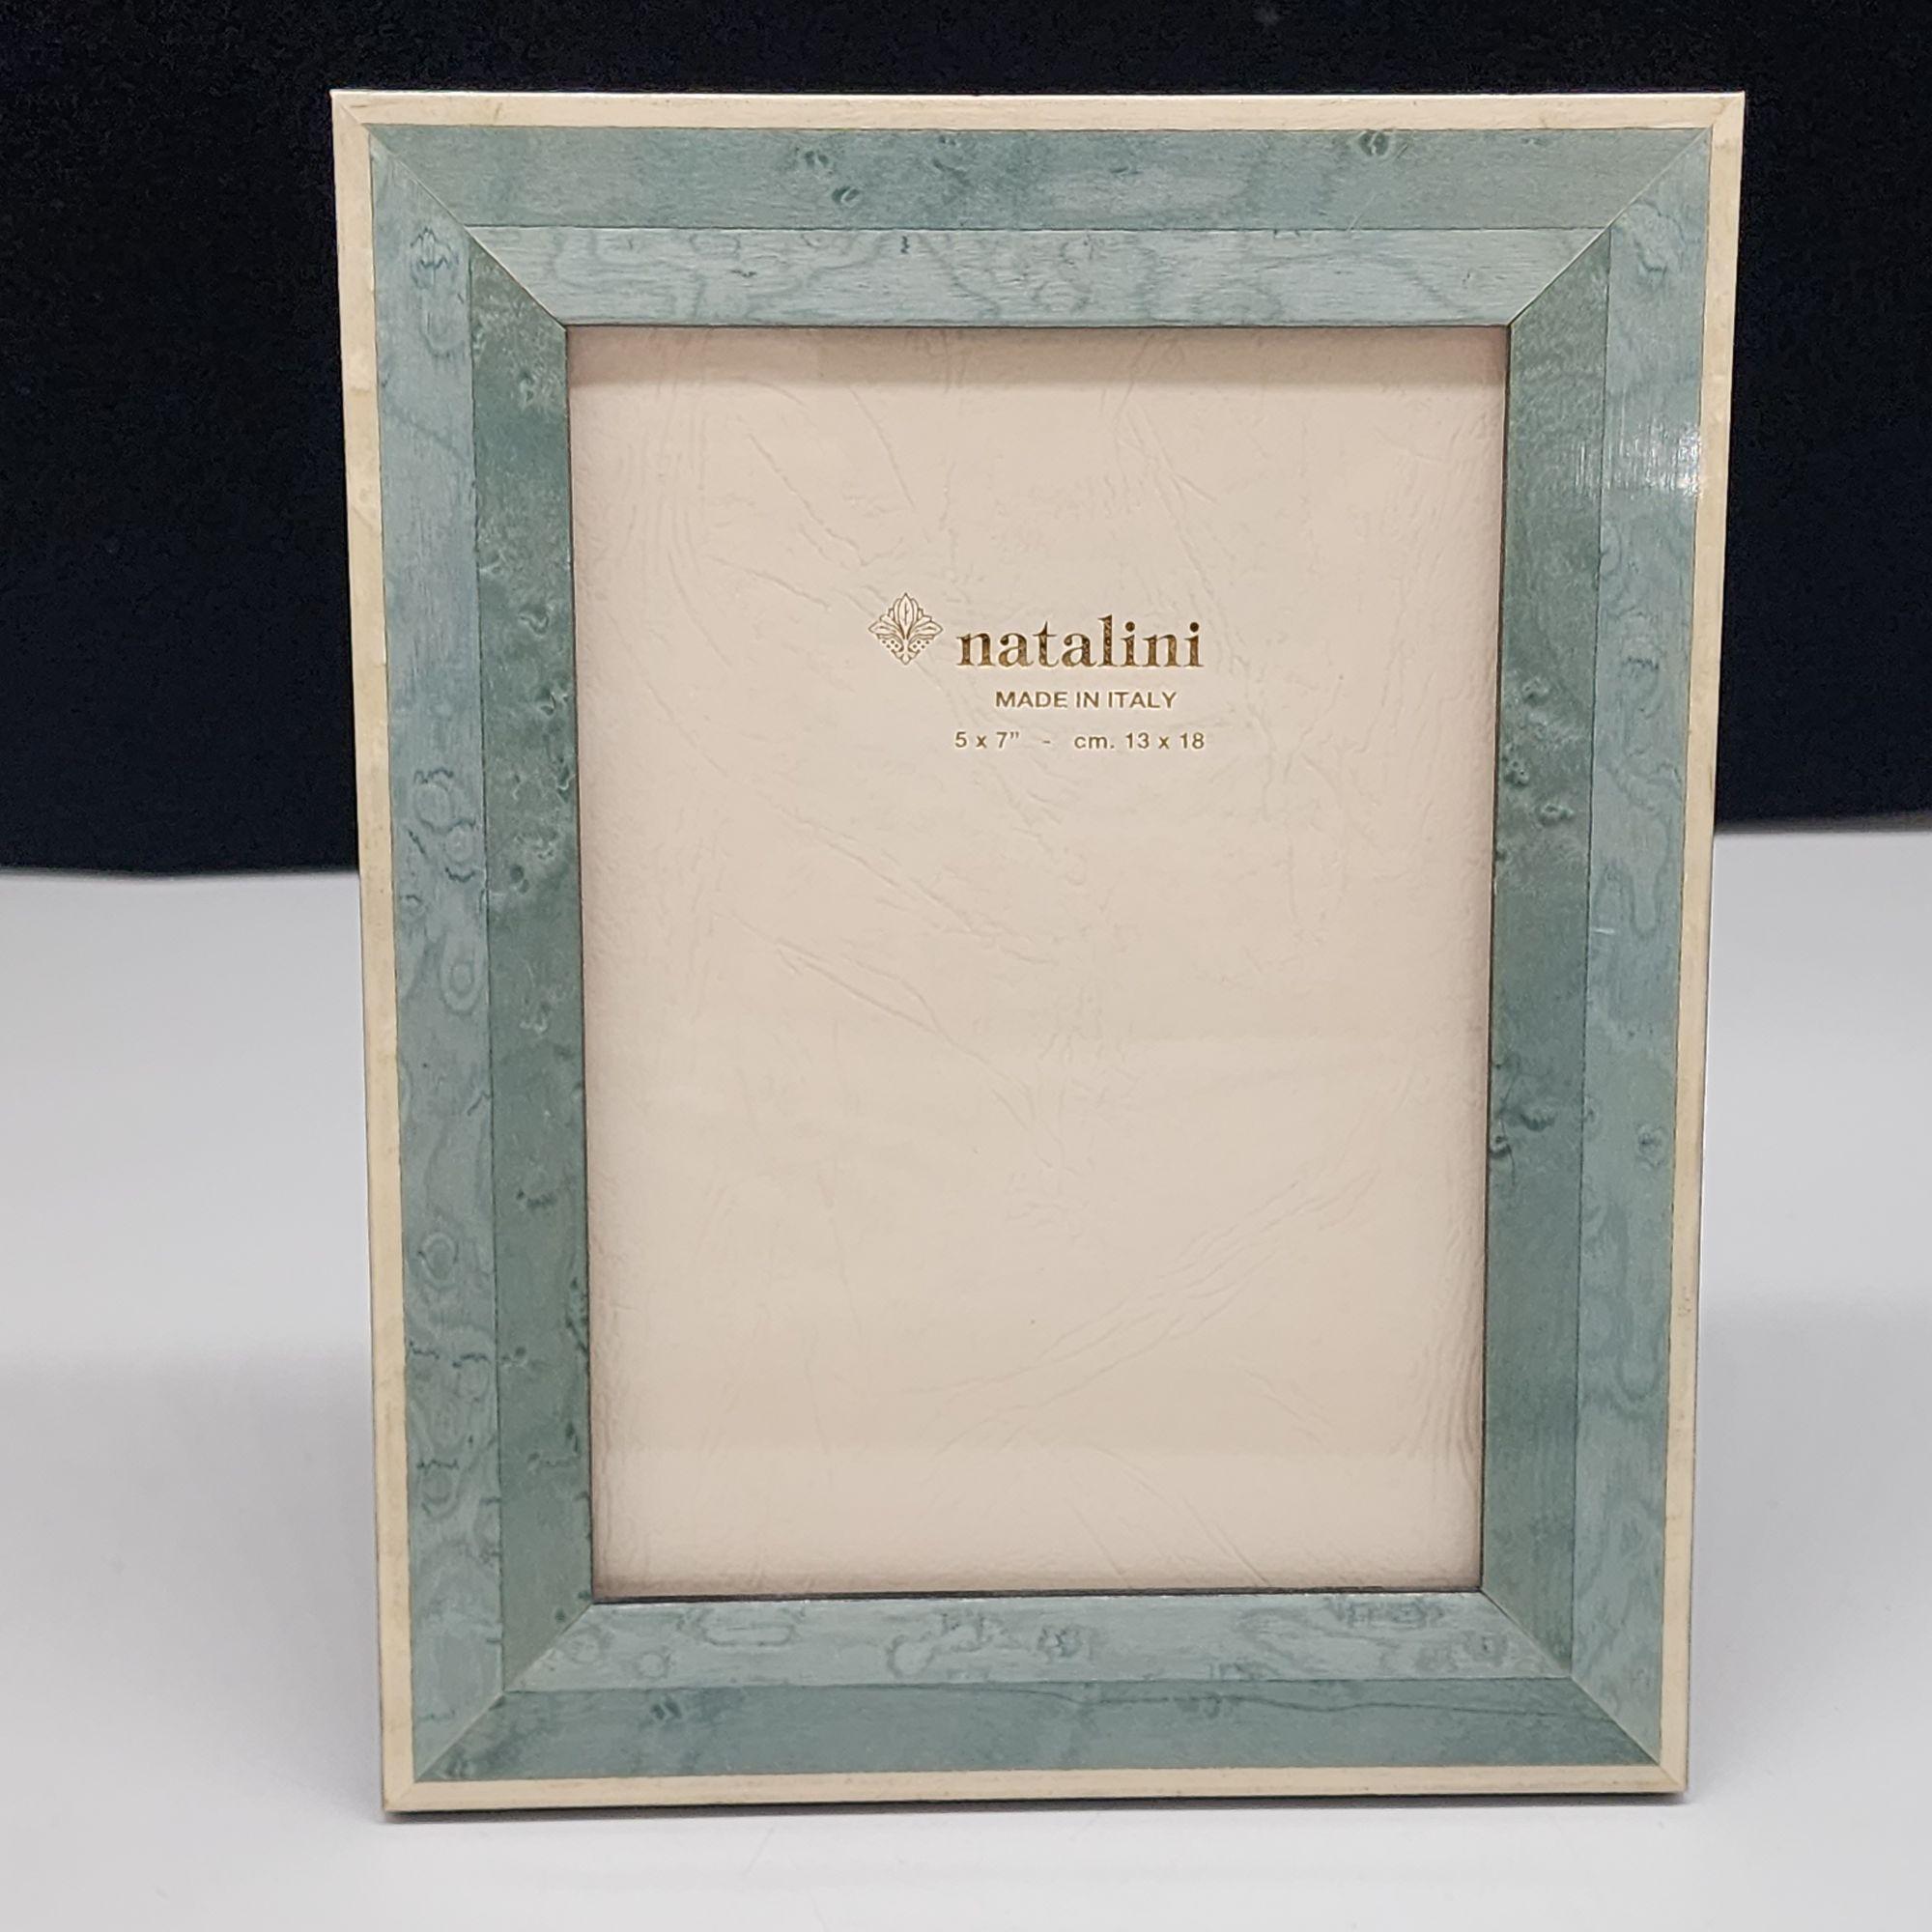 natalini
MADE IN ITALY
5 x 7" - cm. 13 x 18